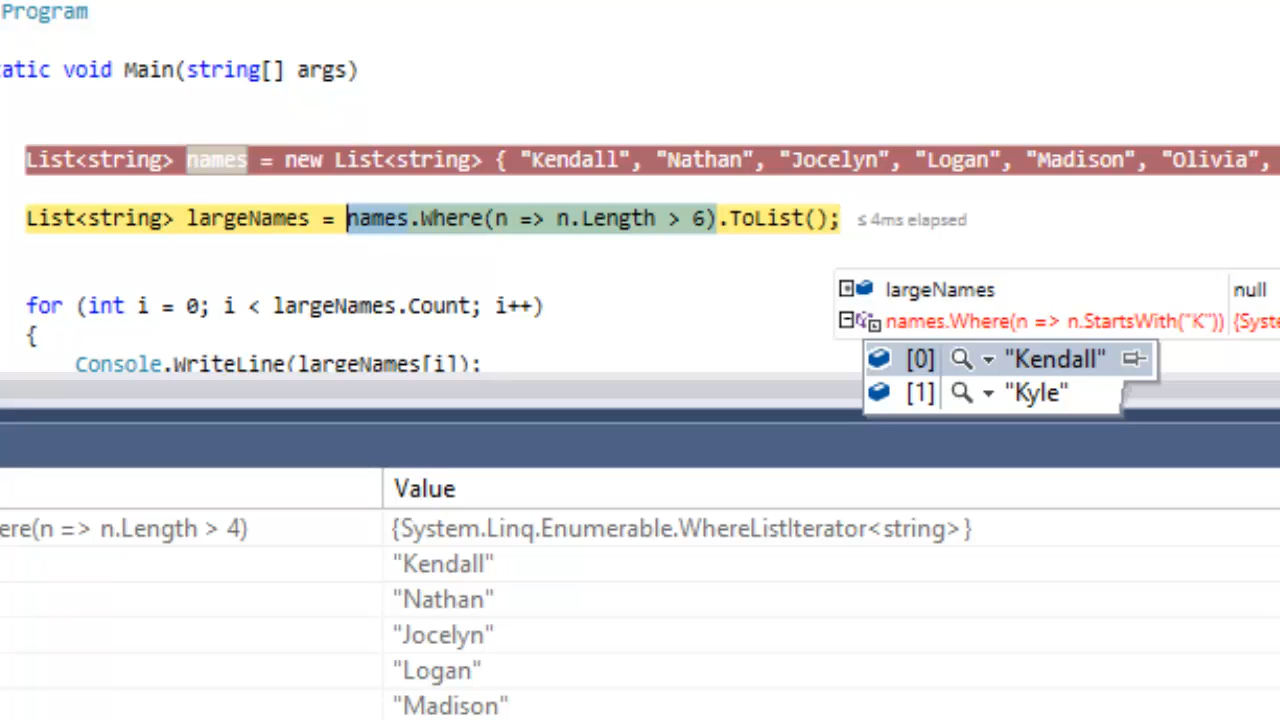 Program
tatic void Main(string[] args)
List<string> names = new List<string> { "Kendall", "Nathan", "Jocelyn", "Logan", "Madison", "Olivia",
List<string> largeNames = names.Where(n => n.Length > 6).ToList(); ≤ 4ms elapsed
largeNames null
for (int i = 0; i < largeNames.Count; i++)
names.Where(n => n.StartsWith("K")) {Syste
{
[0] "Kendall"
Console.WriteLine(largeNames[i]);
[1] "Kyle"
Value
ere(n => n.Length > 4) {System.Linq.Enumerable.WhereListIterator<string>}
"Kendall"
"Nathan"
"Jocelyn"
"Logan"
"Madison"